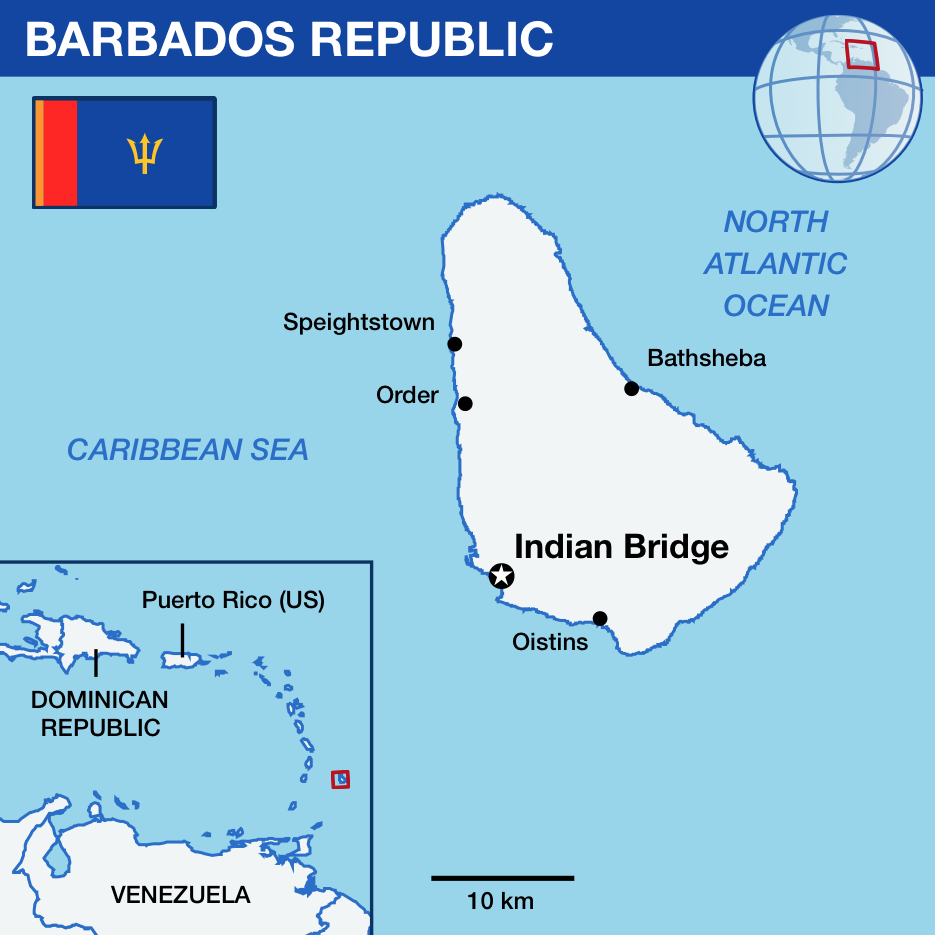 BARBADOS REPUBLIC
NORTH
ATLANTIC
OCEAN
Speightstown
Bathsheba
Order
CARIBBEAN SEA
Indian Bridge
Oistins
Puerto Rico (US)
DOMINICAN
REPUBLIC
VENEZUELA
10 km